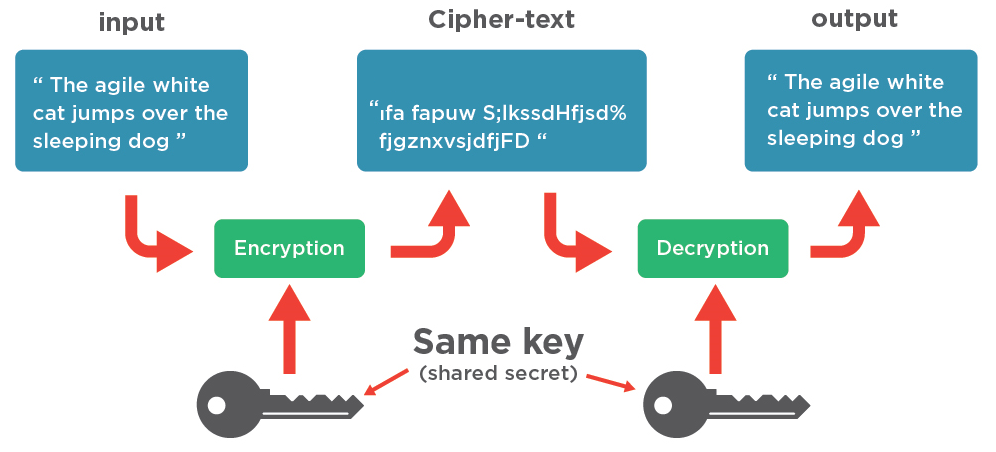 input
Cipher-text
output
“ The agile white
cat jumps over the
sleeping dog ”
“ıfa fapuw S;lkssdHfjsd%
fjgznxvsjdfjFD “
“ The agile white
cat jumps over the
sleeping dog ”
Encryption
Decryption
Same key
(shared secret)